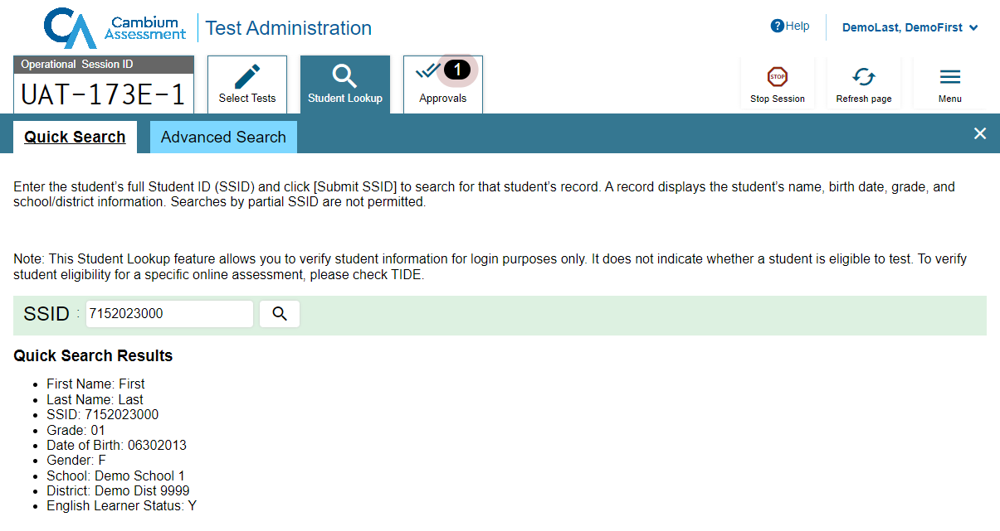 Cambium
Assessment
Test Administration
Help
DemoLast, DemoFirst
Operational Session ID
UAT-173E-1
Select Tests
Student Lookup
1
Approvals
STOP
Stop Session
Refresh page
Menu
Quick Search
Advanced Search
Enter the student’s full Student ID (SSID) and click [Submit SSID] to search for that student’s record. A record displays the student’s name, birth date, grade, and
school/district information. Searches by partial SSID are not permitted.
Note: This Student Lookup feature allows you to verify student information for login purposes only. It does not indicate whether a student is eligible to test. To verify
student eligibility for a specific online assessment, please check TIDE.
SSID : 7152023000
Quick Search Results
• First Name: First
• Last Name: Last
• SSID: 7152023000
• Grade: 01
• Date of Birth: 06302013
• Gender: F
• School: Demo School 1
• District: Demo Dist 9999
• English Learner Status: Y